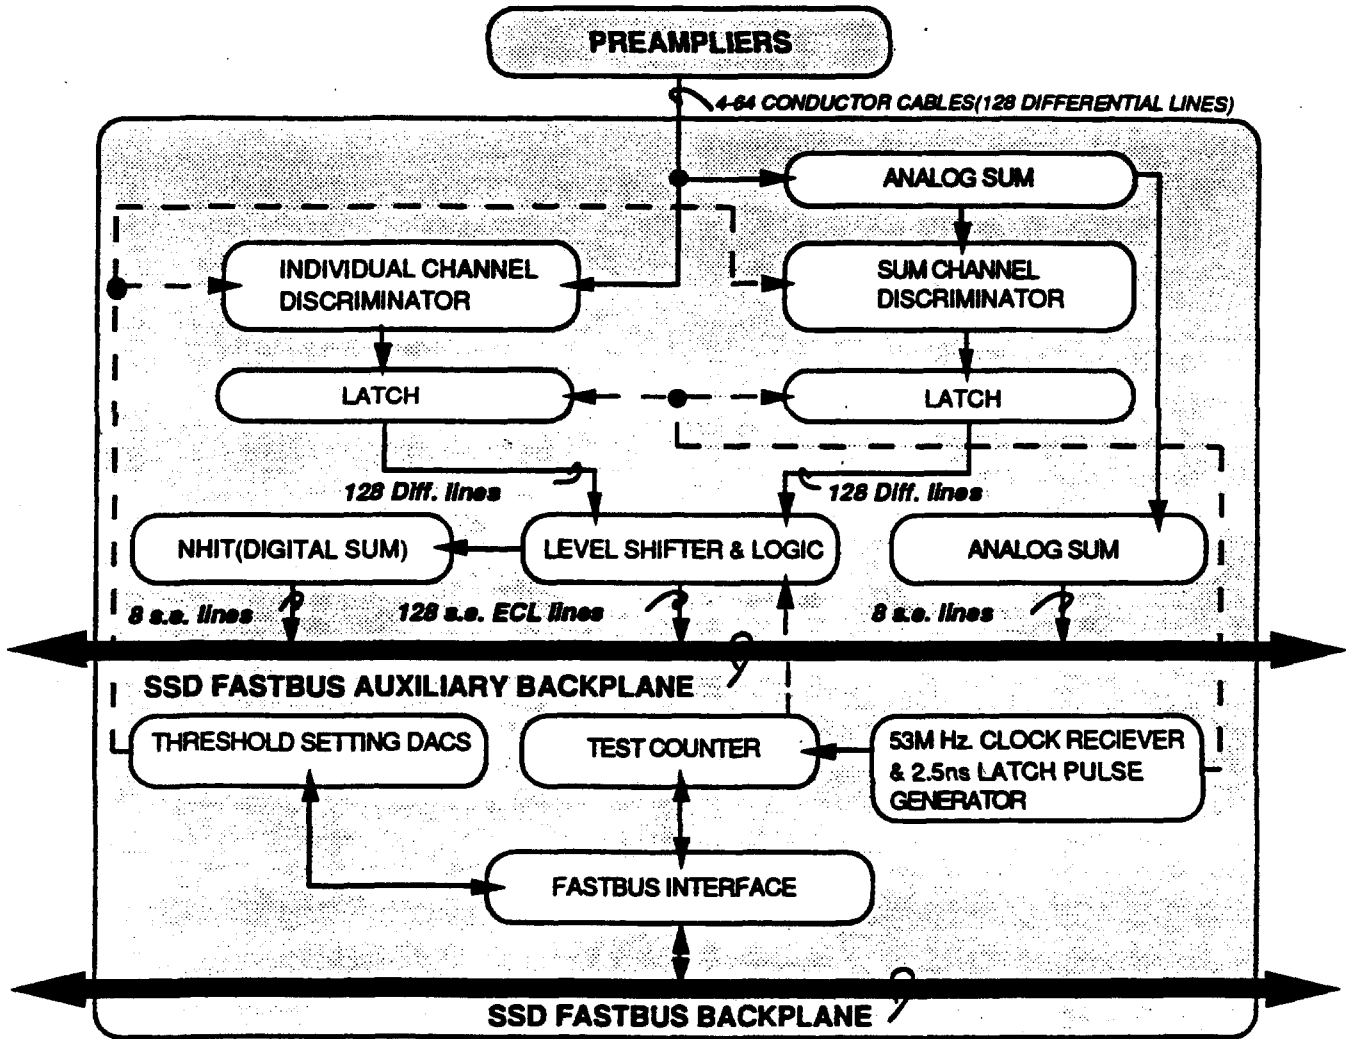 PREAMPLIERS
4-64 CONDUCTOR CABLES(128 DIFFERENTIAL LINES)
ANALOG SUM
INDIVIDUAL CHANNEL
DISCRIMINATOR
SUM CHANNEL
DISCRIMINATOR
LATCH
LATCH
128 Diff. lines
128 Diff. lines
NHIT(DIGITAL SUM)
LEVEL SHIFTER & LOGIC
ANALOG SUM
8 s.e. lines
128 s.e. ECL lines
8 s.e. lines
SSD FASTBUS AUXILIARY BACKPLANE
THRESHOLD SETTING DACS
TEST COUNTER
53M Hz. CLOCK RECIEVER
& 2.5ns LATCH PULSE
GENERATOR
FASTBUS INTERFACE
SSD FASTBUS BACKPLANE